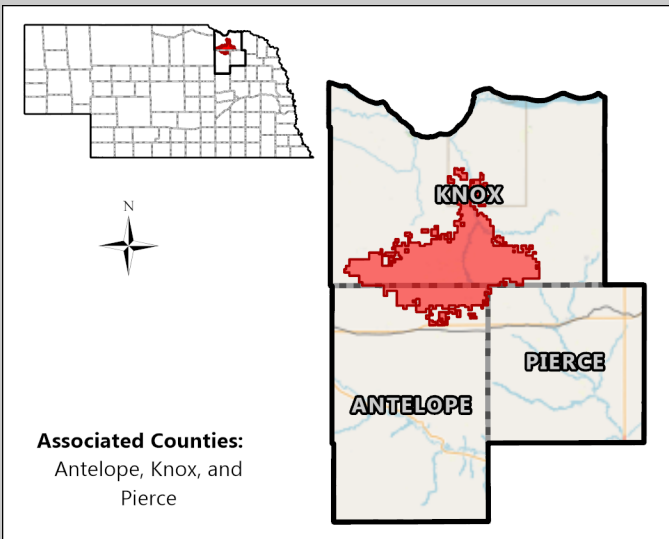 N
KNOX
PIERCE
ANTELOPE
Associated Counties:
Antelope, Knox, and
Pierce